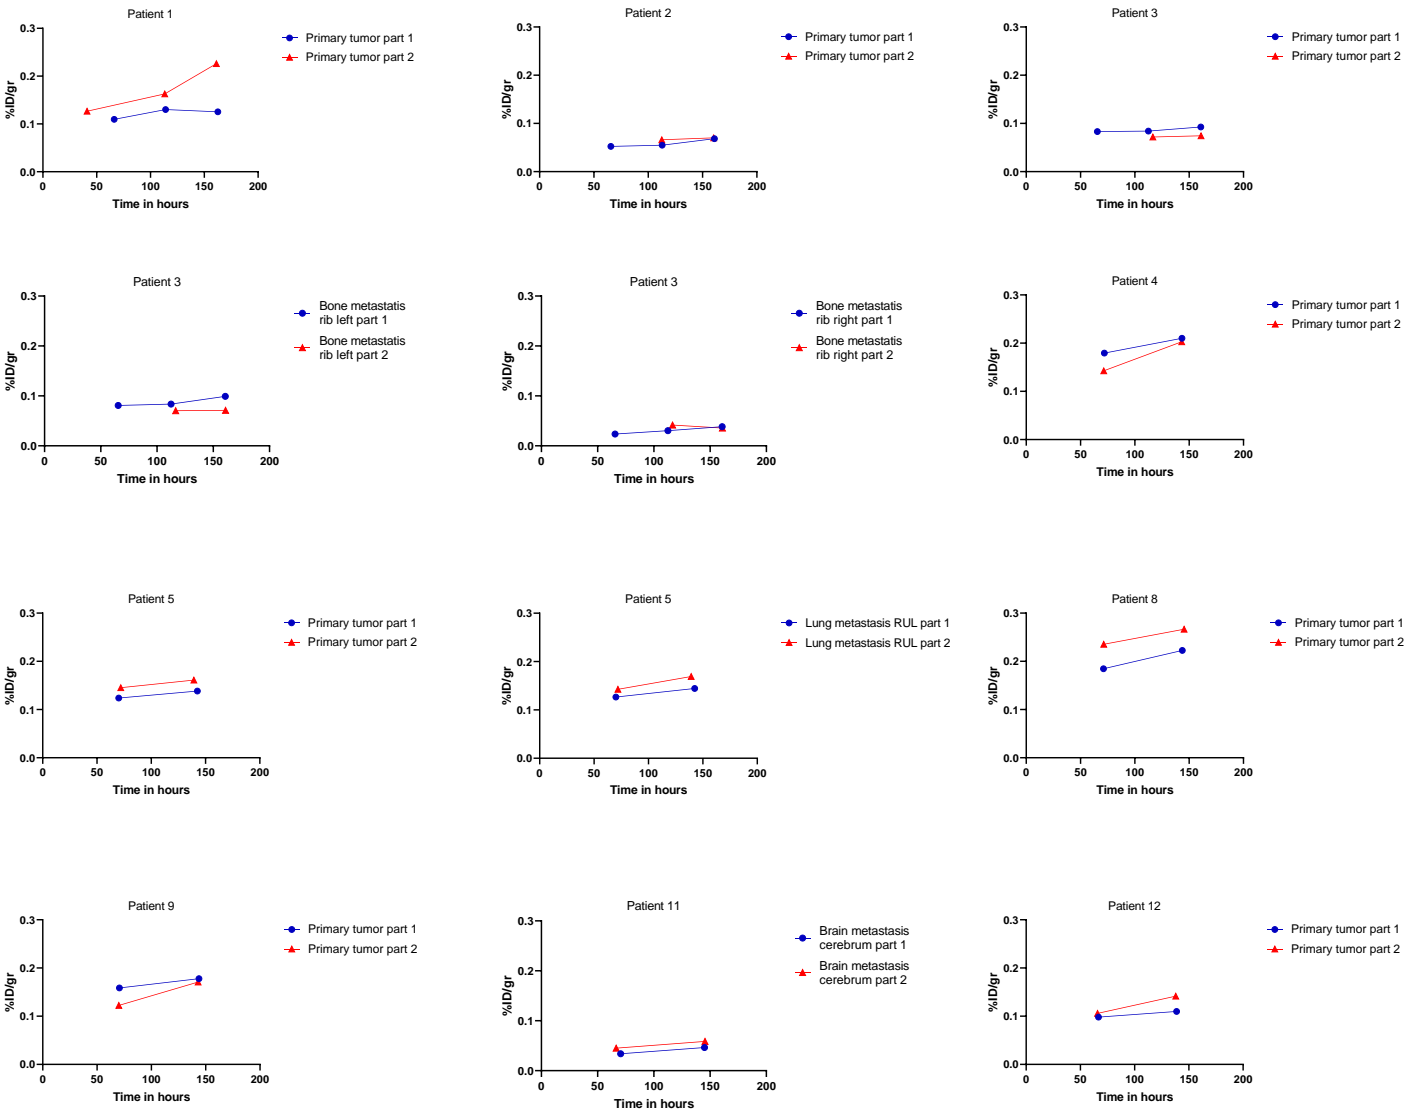 Patient 1
0.3
0.2
0.1
0.0
%ID/gr
0
50
100
150
200
Time in hours
Primary tumor part 1
Primary tumor part 2
Patient 2
0.3
0.2
0.1
0.0
%ID/gr
0
50
100
150
200
Time in hours
Primary tumor part 1
Primary tumor part 2
Patient 3
0.3
0.2
0.1
0.0
%ID/gr
0
50
100
150
200
Time in hours
Primary tumor part 1
Primary tumor part 2
Patient 3
0.3
0.2
0.1
0.0
%ID/gr
0
50
100
150
200
Time in hours
Bone metastatis
rib left part 1
Bone metastatis
rib left part 2
Patient 3
0.3
0.2
0.1
0.0
%ID/gr
0
50
100
150
200
Time in hours
Bone metastatis
rib right part 1
Bone metastatis
rib right part 2
Patient 4
0.3
0.2
0.1
0.0
%ID/gr
0
50
100
150
200
Time in hours
Primary tumor part 1
Primary tumor part 2
Patient 5
0.3
0.2
0.1
0.0
%ID/gr
0
50
100
150
200
Time in hours
Primary tumor part 1
Primary tumor part 2
Patient 5
0.3
0.2
0.1
0.0
%ID/gr
0
50
100
150
200
Time in hours
Lung metastasis RUL part 1
Lung metastasis RUL part 2
Patient 8
0.3
0.2
0.1
0.0
%ID/gr
0
50
100
150
200
Time in hours
Primary tumor part 1
Primary tumor part 2
Patient 9
0.3
0.2
0.1
0.0
%ID/gr
0
50
100
150
200
Time in hours
Primary tumor part 1
Primary tumor part 2
Patient 11
0.3
0.2
0.1
0.0
%ID/gr
0
50
100
150
200
Time in hours
Brain metastasis
cerebrum part 1
Brain metastasis
cerebrum part 2
Patient 12
0.3
0.2
0.1
0.0
%ID/gr
0
50
100
150
200
Time in hours
Primary tumor part 1
Primary tumor part 2